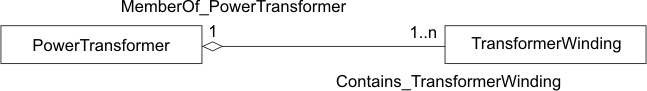 MemberOf_PowerTransformer
PowerTransformer
1
1..n
TransformerWinding
Contains_TransformerWinding